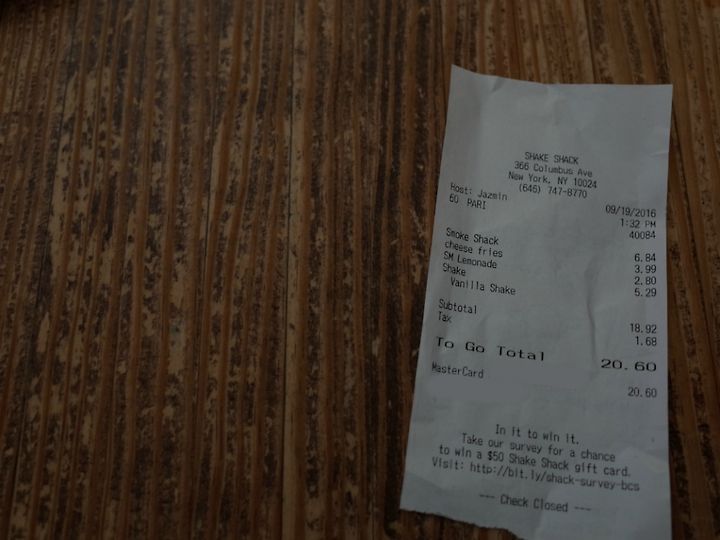 SHAKE SHACK
366 Columbus Ave
New York, NY 10024
(646) 747-8770
Host: Jazmin 09/19/2016
60 PARI 1:32 PM
40084
Smoke Shack 6.84
cheese fries 3.99
SM Lemonade 2.80
Shake 5.29
Vanilla Shake
Subtotal 18.92
Tax 1.68
To Go Total 20.60
MasterCard 20.60
In it to win it.
Take our survey for a chance
to win a $50 Shake Shack gift card.
Visit: http://bit.ly/shack-survey-bcs
--- Check Closed ---